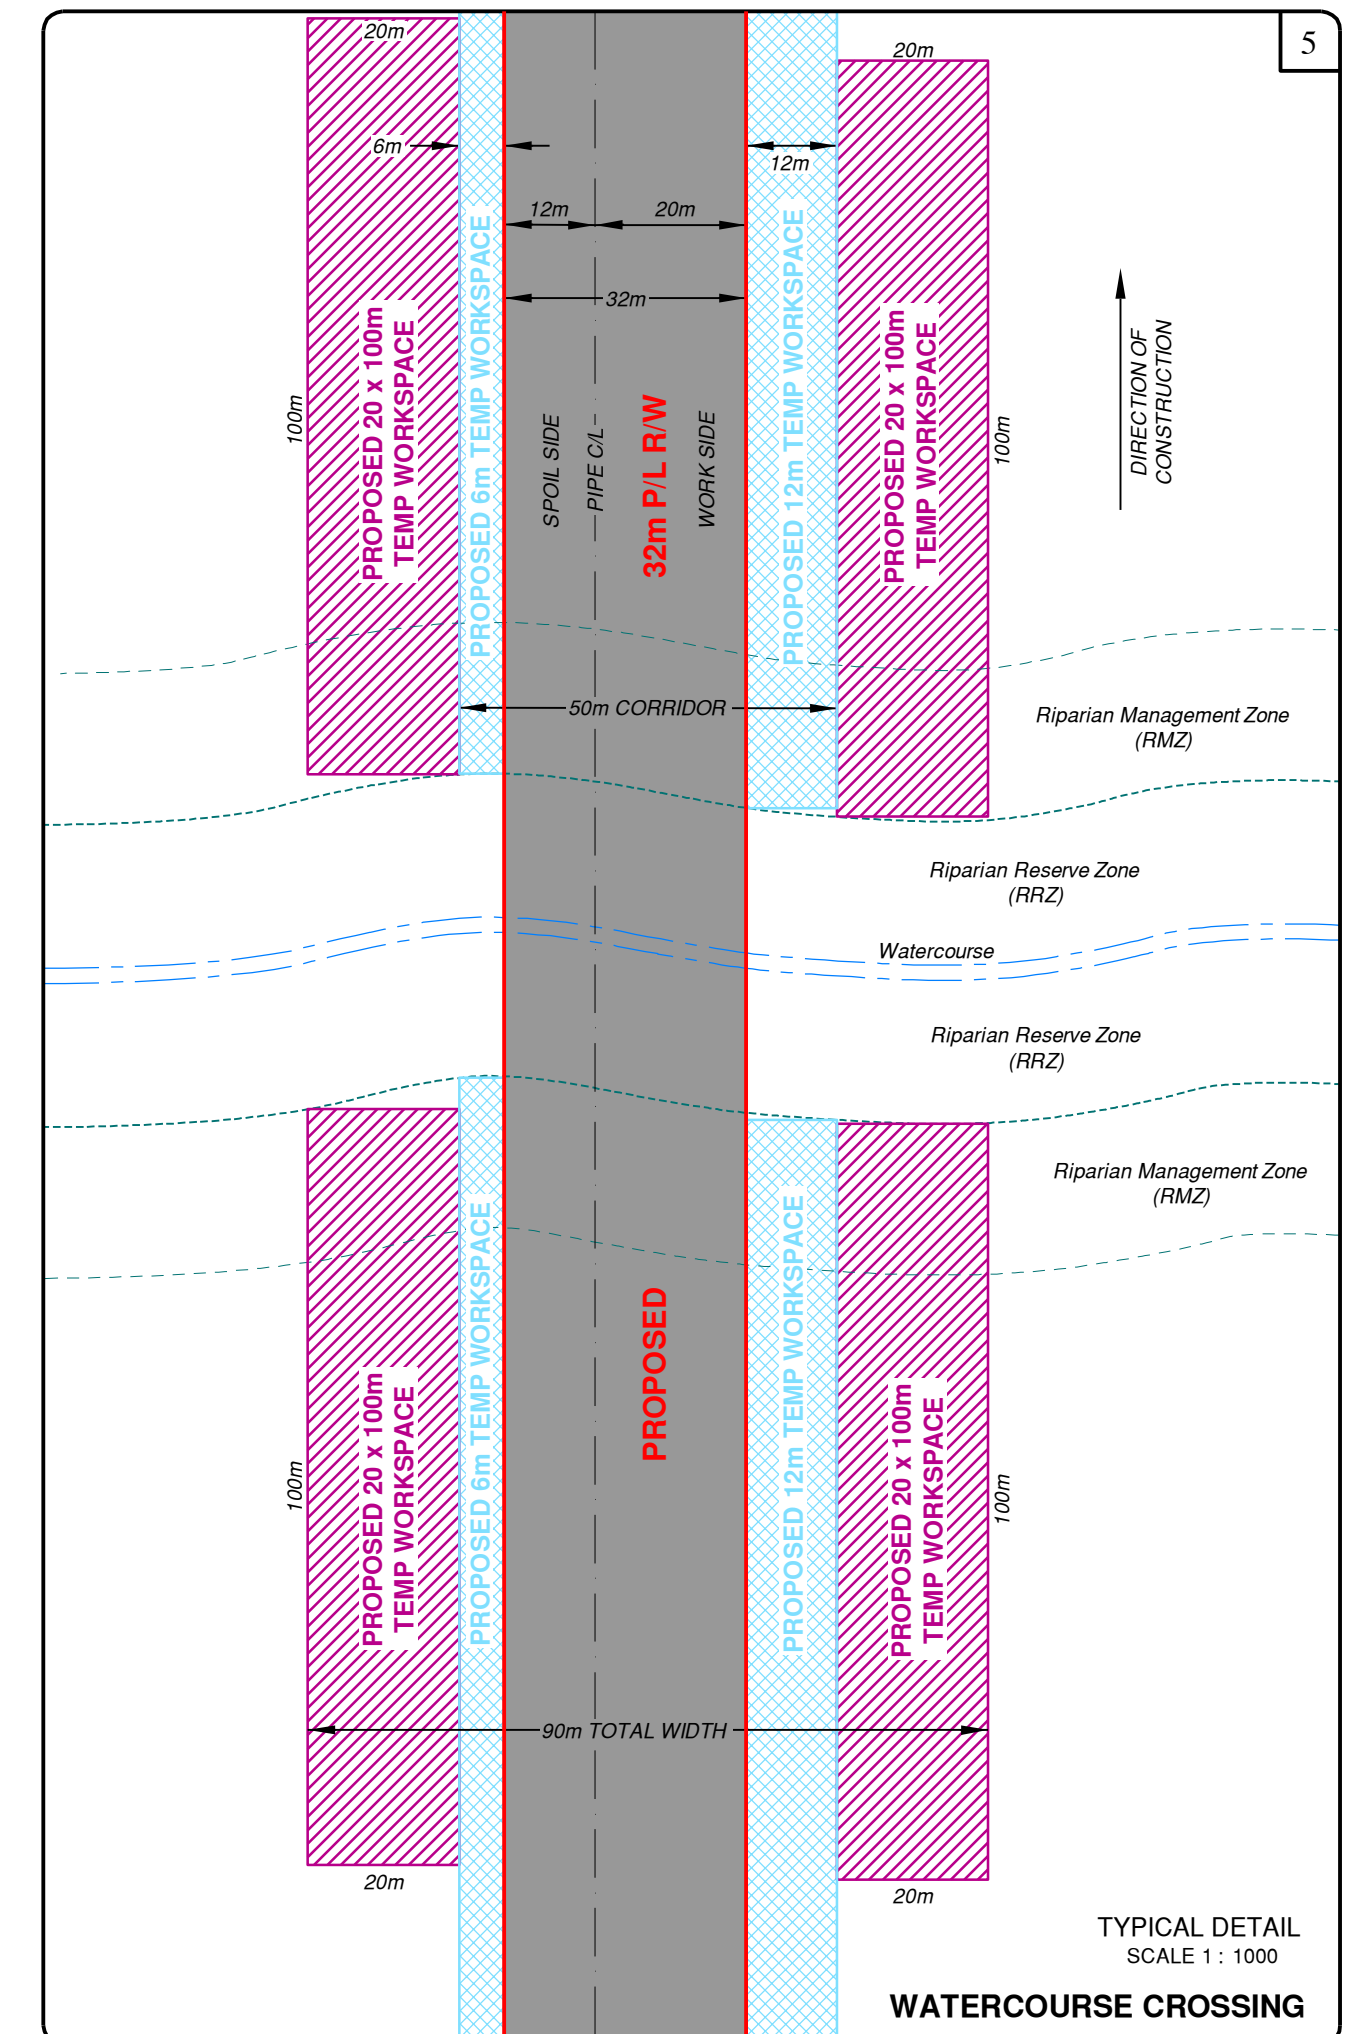 5
20m
20m
6m
12m
12m
20m
32m
PROPOSED 20 x 100m
TEMP WORKSPACE
100m
PROPOSED 6m TEMP WORKSPACE
SPOIL SIDE
PIPE C/L
32m P/L R/W
WORK SIDE
PROPOSED 12m TEMP WORKSPACE
PROPOSED 20 x 100m
TEMP WORKSPACE
100m
DIRECTION OF
CONSTRUCTION
50m CORRIDOR
Riparian Management Zone
(RMZ)
Riparian Reserve Zone
(RRZ)
Watercourse
Riparian Reserve Zone
(RRZ)
Riparian Management Zone
(RMZ)
100m
PROPOSED 20 x 100m
TEMP WORKSPACE
PROPOSED 6m TEMP WORKSPACE
PROPOSED
PROPOSED 12m TEMP WORKSPACE
PROPOSED 20 x 100m
TEMP WORKSPACE
100m
90m TOTAL WIDTH
20m
20m
TYPICAL DETAIL
SCALE 1 : 1000
WATERCOURSE CROSSING